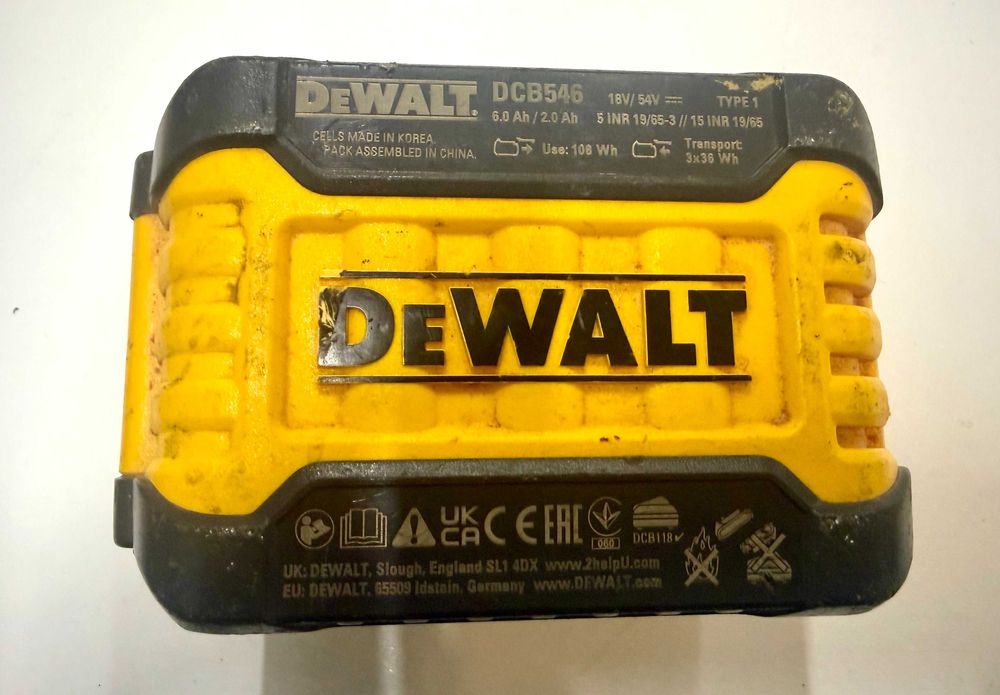 DEWALT.
DCB546
18V/54V TYPE 1
6.0 Ah / 2.0 Ah 5 INR 19/65-3 // 15 INR 19/65
CELLS MADE IN KOREA.
PACK ASSEMBLED IN CHINA.
Use: 108 Wh
Transport:
3x36 Wh
DEWALT
UK
CA
CE
EAC
060
DCB118✓
UK: DEWALT, Slough, England SL1 4DX www.2helpU.com
EU: DEWALT, 65509 Idstein, Germany www.DEWALT.com